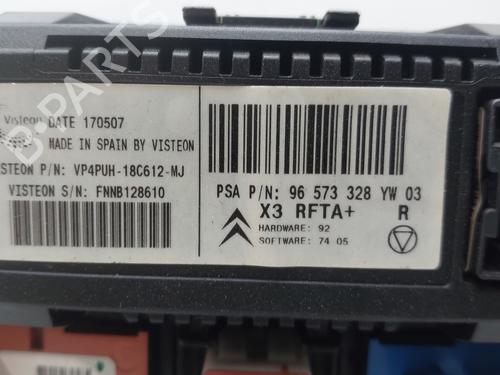 B-PARTS
Visteon DATE 170507
MADE IN SPAIN BY VISTEON
STEON P/N: VP4PUH-18C612-MJ
VISTEON S/N: FNNB128610
PSA P/N: 96 573 328 YW 03
X3 RFTA+ R
HARDWARE: 92
SOFTWARE: 74 05